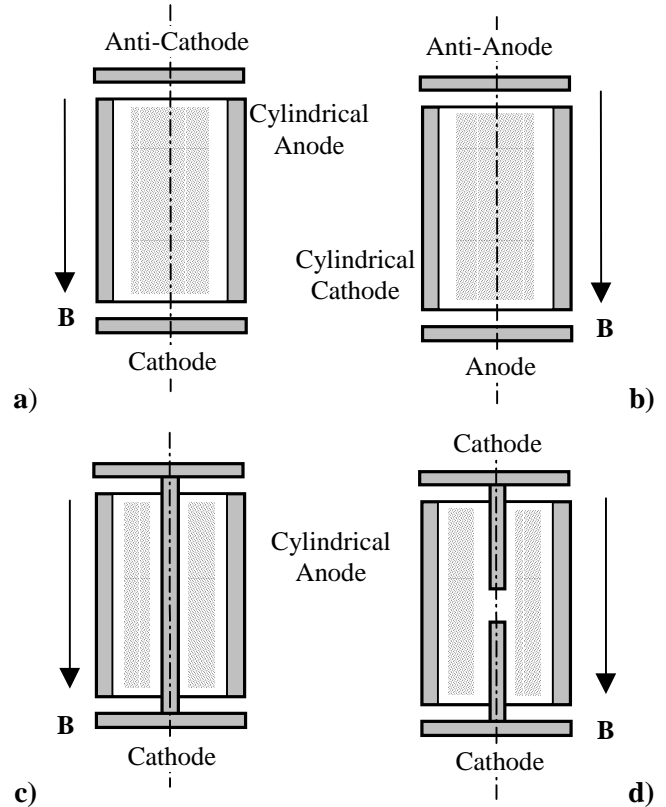 Anti-Cathode
Cylindrical
Anode
B
Cathode
a)
Anti-Anode
Cylindrical
Cathode
B
Anode
b)
Cylindrical
Anode
B
Cathode
c)
Cathode
B
Cathode
d)